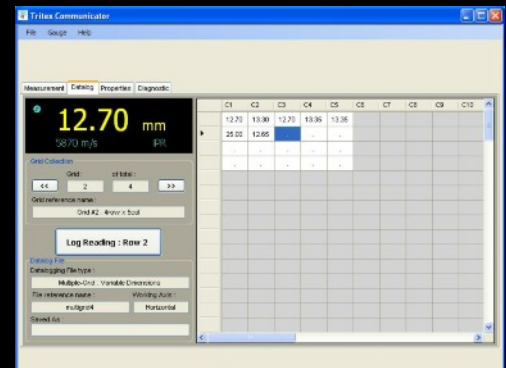 Tritex Communicator
File Gauge Help
Measurement Datalog Properties Diagnostic
12.70 mm
5870 m/s IPR
Grid Collection
Grid : of total :
<< 2 4 >>
Grid reference name :
Grid #2 : 4row x 5col
Log Reading : Row 2
Datalog File
Datalogging File type :
Multiple-Grid : Variable Dimensions
File reference name : Working Axis :
multigrid4 Horizontal
Saved As :
C1 C2 C3 C4 C5 C6 C7 C8 C9 C10
12.70 13.30 12.70 13.35 13.35
25.00 12.65 . . .
. . . . .
. . . . .